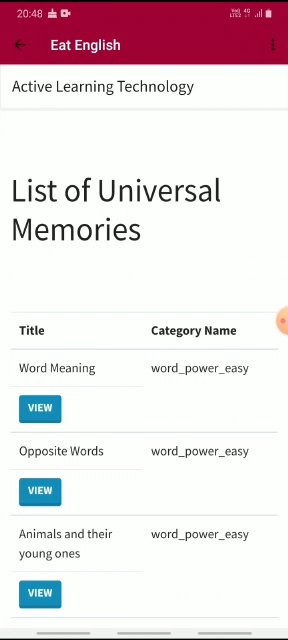 20:48
Eat English
Active Learning Technology
List of Universal
Memories
Title Category Name
Word Meaning word_power_easy
VIEW
Opposite Words word_power_easy
VIEW
Animals and their word_power_easy
young ones
VIEW